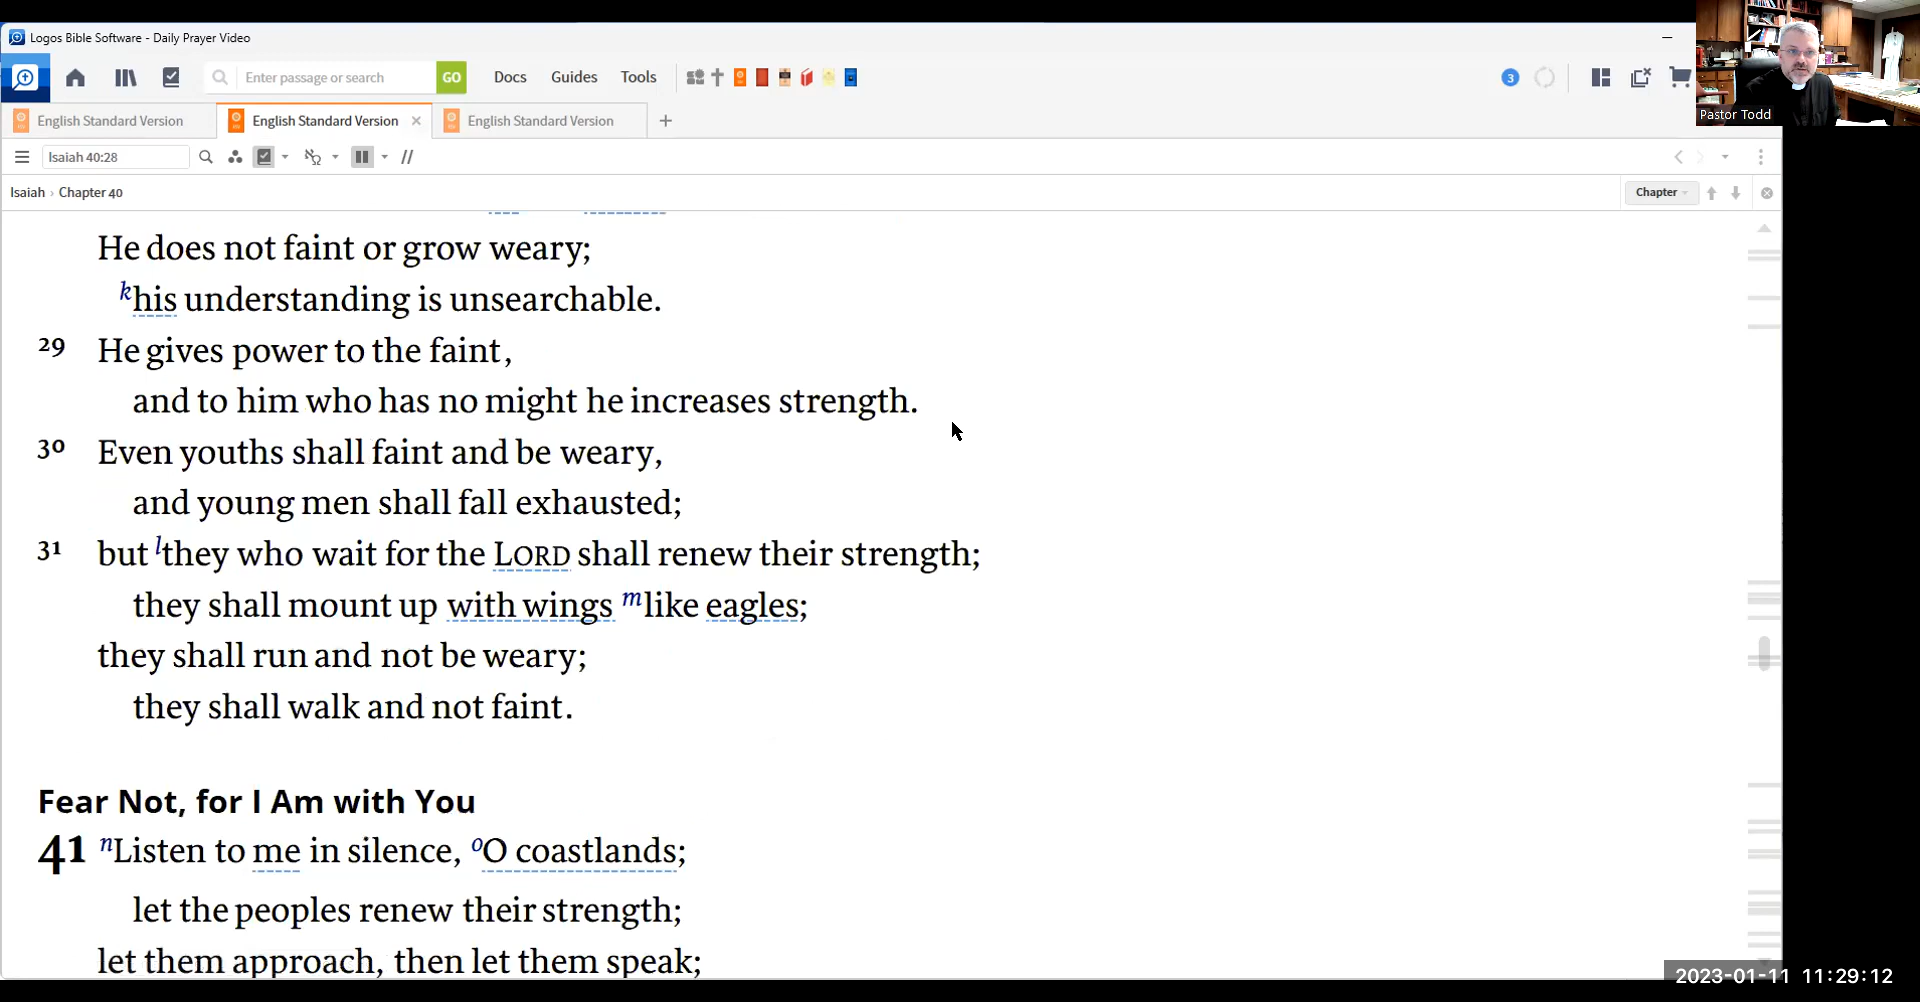 Logos Bible Software - Daily Prayer Video
Enter passage or search
GO
Docs
Guides
Tools
3
Pastor Todd
English Standard Version
English Standard Version
English Standard Version
Isaiah 40:28
Isaiah › Chapter 40
Chapter
He does not faint or grow weary;
k his understanding is unsearchable.
29 He gives power to the faint,
and to him who has no might he increases strength.
30 Even youths shall faint and be weary,
and young men shall fall exhausted;
31 but l they who wait for the LORD shall renew their strength;
they shall mount up with wings m like eagles;
they shall run and not be weary;
they shall walk and not faint.
Fear Not, for I Am with You
41 n Listen to me in silence, o O coastlands;
let the peoples renew their strength;
let them approach, then let them speak;
2023-01-11 11:29:12